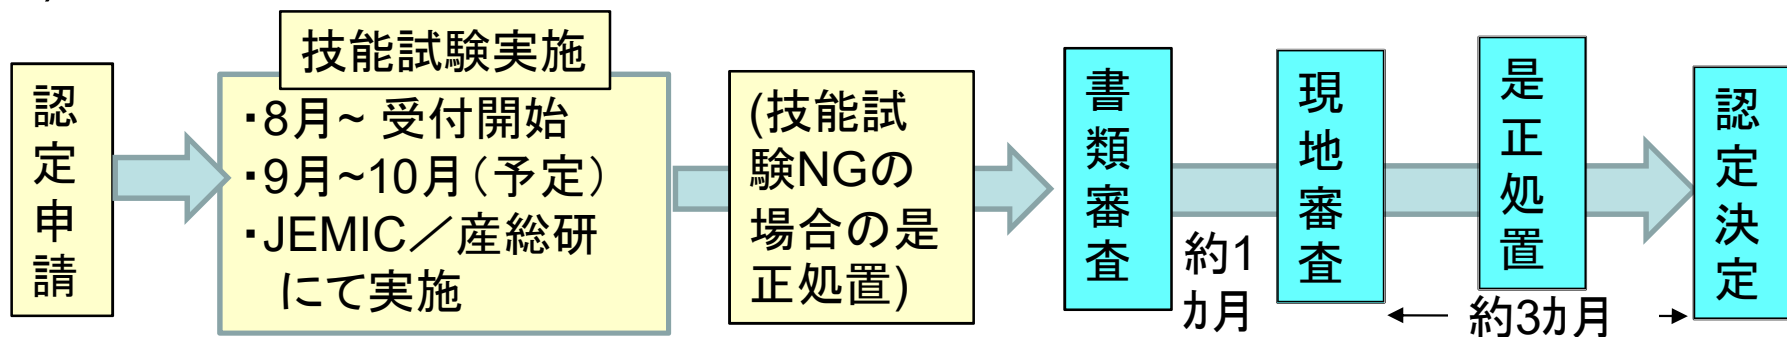 認定申請
技能試験実施
・8月~ 受付開始
・9月~10月（予定）
・JEMIC／産総研
にて実施
(技能試
験NGの
場合の是
正処置)
書類審査
約1
ｶ月
現地審査
是正処置
約3ｶ月
認定決定